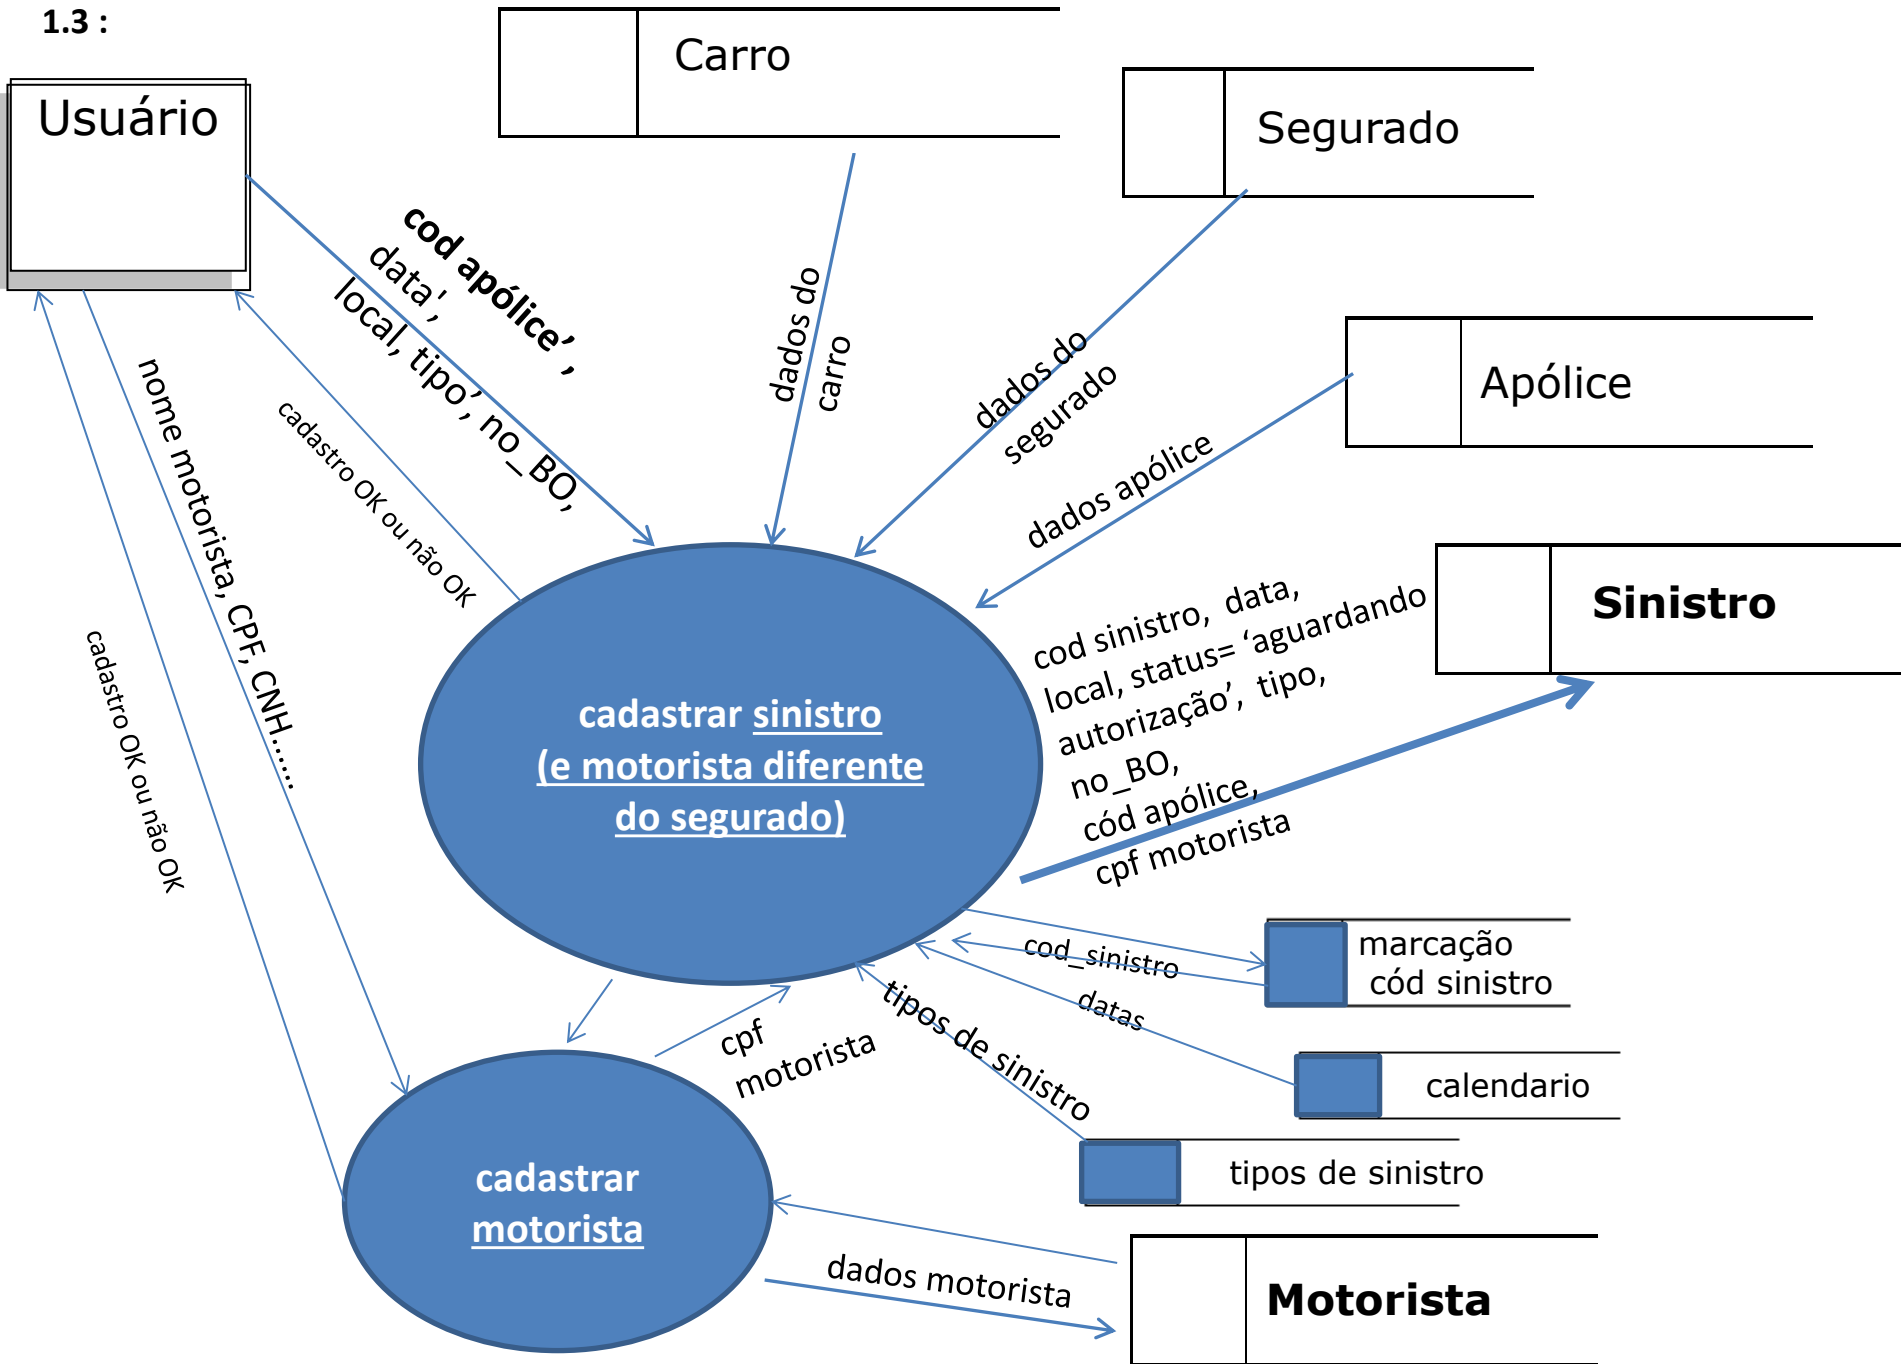 1.3 :
Usuário
Carro
Segurado
Apólice
Sinistro
cod apólice’ ,
data',
local, tipo’, no_BO,
cadastro OK ou não OK
nome motorista, CPF, CNH......
cadastro OK ou não OK
dados do
carro
dados do
segurado
dados apólice
cod sinistro, data,
local, status= ‘aguardando
autorização’, tipo,
no_BO,
cód apólice,
cpf motorista
cadastrar sinistro
(e motorista diferente
do segurado)
cod_sinistro
marcação
cód sinistro
datas
calendario
tipos de sinistro
tipos de sinistro
cpf
motorista
cadastrar
motorista
dados motorista
Motorista